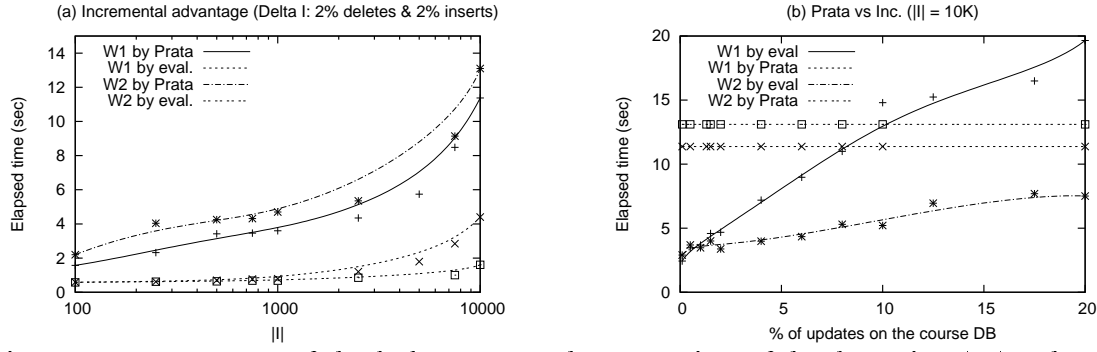 (a) Incremental advantage (Delta I: 2% deletes & 2% inserts)
14
12
10
8
6
4
2
0
Elapsed time (sec)
W1 by Prata
W1 by eval.
W2 by Prata
W2 by eval.
100
1000
10000
|I|
(b) Prata vs Inc. (|I| = 10K)
20
15
10
5
0
Elapsed time (sec)
W1 by eval
W1 by Prata
W2 by eval
W2 by Prata
0
5
10
15
20
% of updates on the course DB